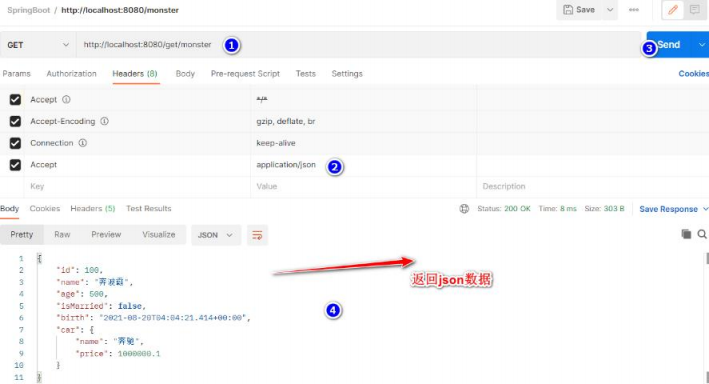 SpringBoot / http://localhost:8080/monster
Save
GET http://localhost:8080/get/monster 1 3 Send
Params Authorization Headers (8) Body Pre-request Script Tests Settings Cookies
Accept */*
Accept-Encoding gzip, deflate, br
Connection keep-alive
Accept application/json 2
Key Value Description
Body Cookies Headers (5) Test Results Status: 200 OK Time: 8 ms Size: 303 B Save Response
Pretty Raw Preview Visualize JSON
1 {
2 "id": 100,
3 "name": "奔波霸",
4 "age": 500,
5 "isMarried": false,
6 "birth": "2021-08-20T04:04:21.414+00:00",
7 "car": {
8 "name": "奔驰",
9 "price": 1000000.1
10 }
11 }
返回json数据
4